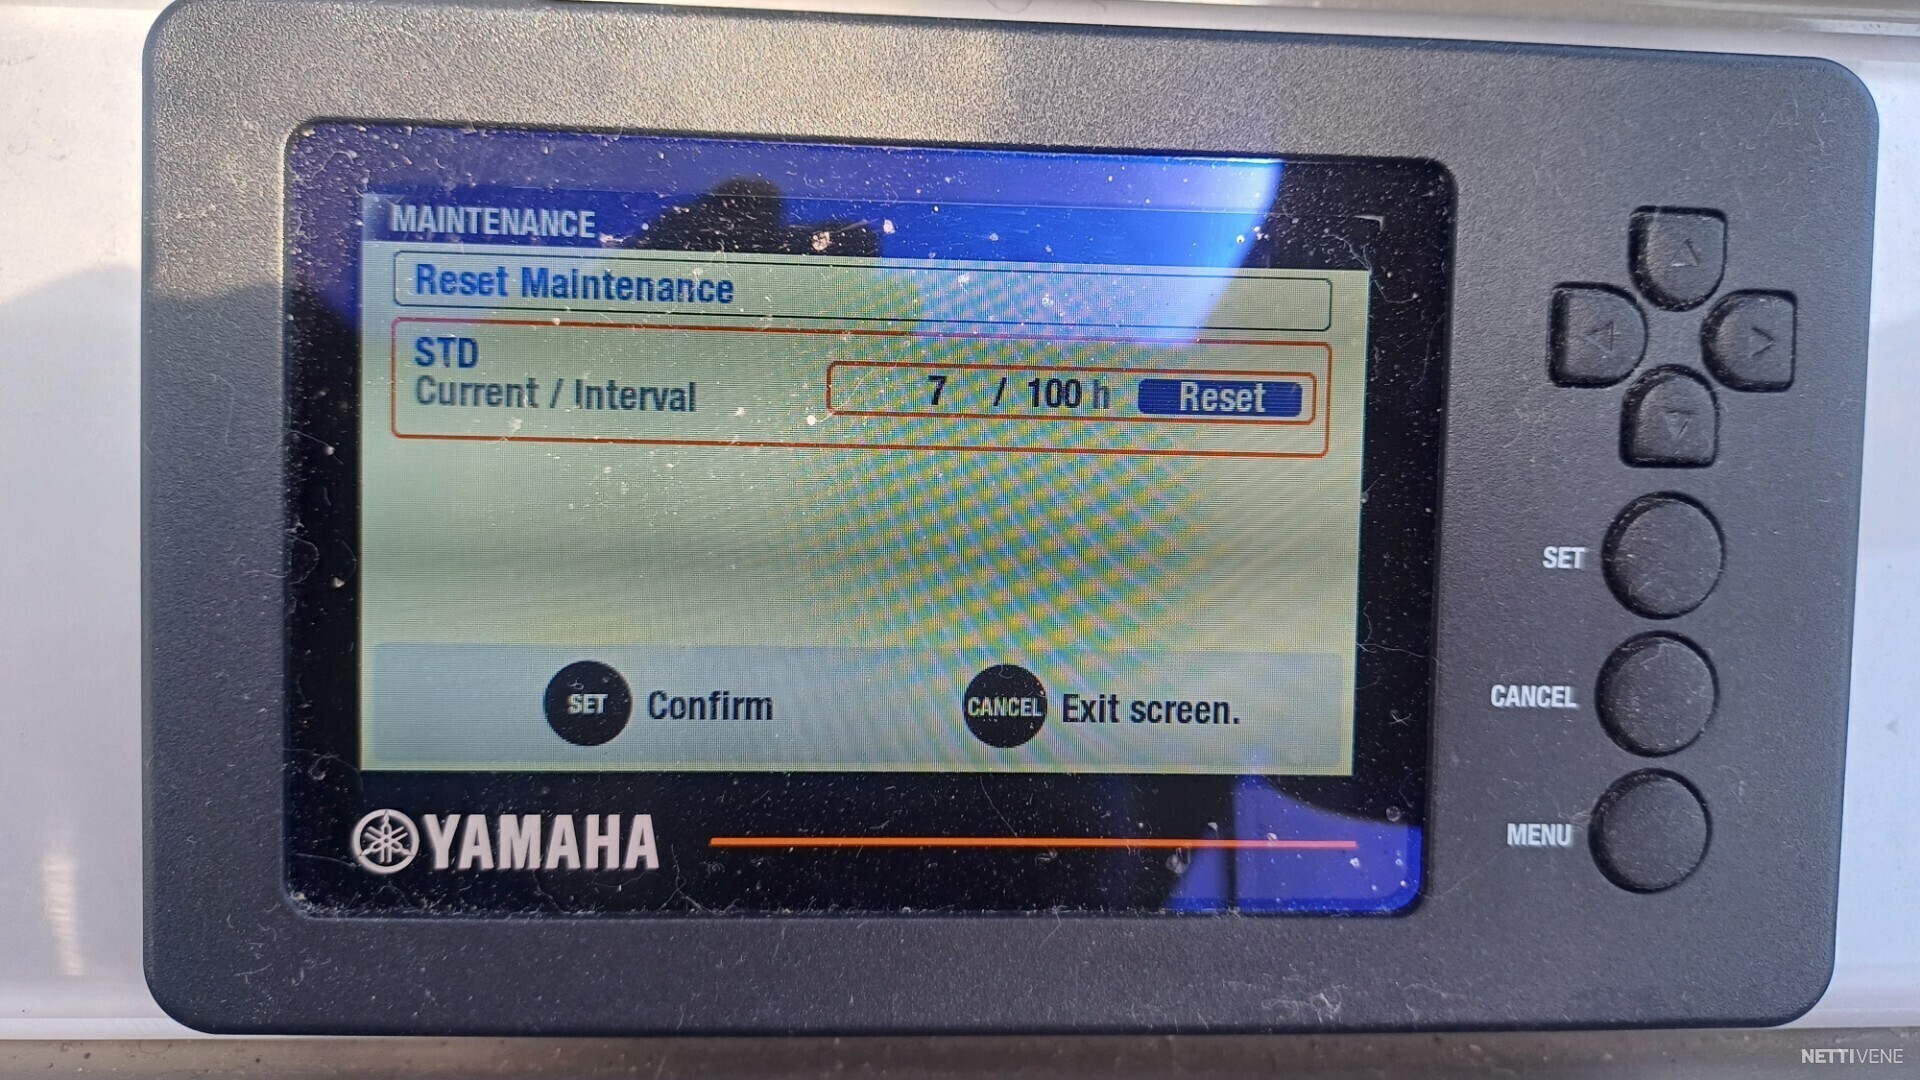 MAINTENANCE
Reset Maintenance
STD
Current / Interval 7 / 100 h Reset
SET Confirm CANCEL Exit screen.
YAMAHA
SET
CANCEL
MENU
NETTIVENE